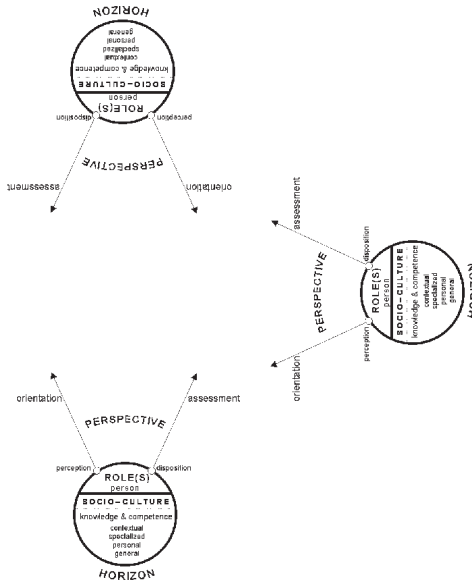 HORIZON
general
personal
specialized
contextual
knowledge & competence
SOCIO-CULTURE
person
ROLE(S)
disposition
perception
PERSPECTIVE
assessment
orientation
assessment
disposition
PERSPECTIVE
ROLE(S)
person
SOCIO-CULTURE
knowledge & competence
contextual
specialized
personal
general
HORIZON
perception
orientation
orientation
assessment
PERSPECTIVE
perception
disposition
ROLE(S)
person
SOCIO-CULTURE
knowledge & competence
contextual
specialized
personal
general
HORIZON